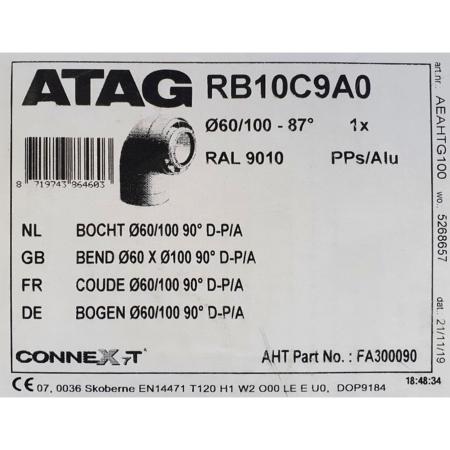 ATAG RB10C9A0
Ø60/100 - 87° 1x
RAL 9010 PPs/Alu
8 719743 864603
NL BOCHT Ø60/100 90° D-P/A
GB BEND Ø60 X Ø100 90° D-P/A
FR COUDE Ø60/100 90° D-P/A
DE BOGEN Ø60/100 90° D-P/A
CONNEX-T AHT Part No.: FA300090
CE 07, 0036 Skoberne EN14471 T120 H1 W2 O00 LE E U0, DOP9184 18:48:34
art.nr. AEAHTG100 wo.. 5268657 dat.: 21/11/19